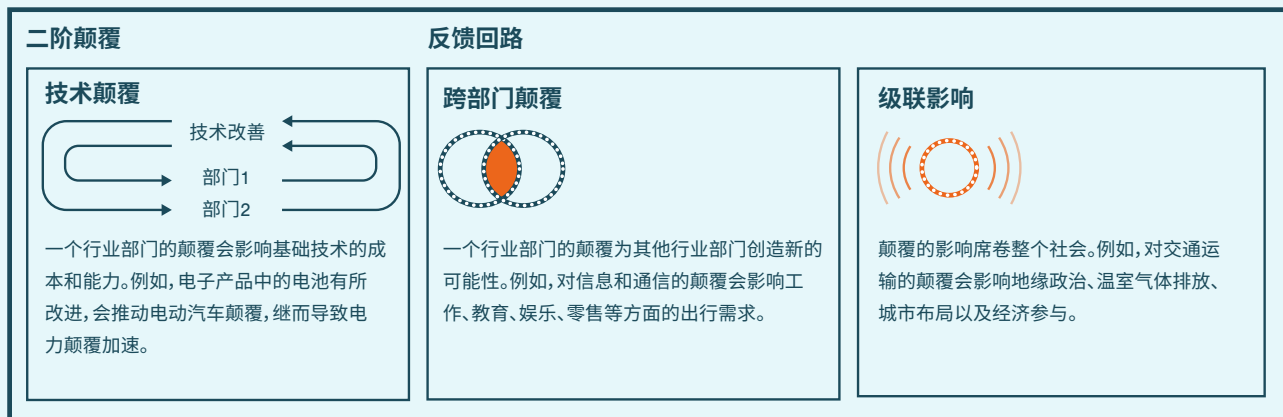 二阶颠覆
反馈回路
技术颠覆
技术改善
部门1
部门2
一个行业部门的颠覆会影响基础技术的成
本和能力。例如，电子产品中的电池有所
改进，会推动电动汽车颠覆，继而导致电
力颠覆加速。
跨部门颠覆
一个行业部门的颠覆为其他行业部门创造新的
可能性。例如，对信息和通信的颠覆会影响工
作、教育、娱乐、零售等方面的出行需求。
级联影响
颠覆的影响席卷整个社会。例如，对交通运
输的颠覆会影响地缘政治、温室气体排放、
城市布局以及经济参与。